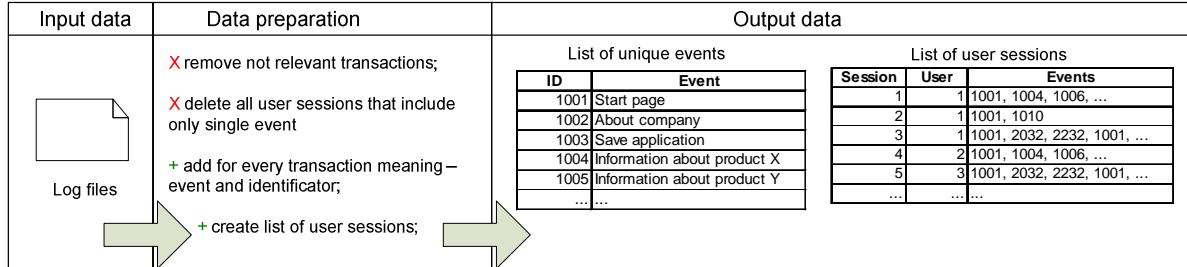 Input data
Data preparation
Output data
Log files
X remove not relevant transactions;
X delete all user sessions that include
only single event
+ add for every transaction meaning –
event and identificator;
+ create list of user sessions;
List of unique events
ID Event
1001 Start page
1002 About company
1003 Save application
1004 Information about product X
1005 Information about product Y
... ...
List of user sessions
Session User Events
1 1 1001, 1004, 1006, ...
2 1 1001, 1010
3 1 1001, 2032, 2232, 1001, ...
4 2 1001, 1004, 1006, ...
5 3 1001, 2032, 2232, 1001, ...
... ... ...